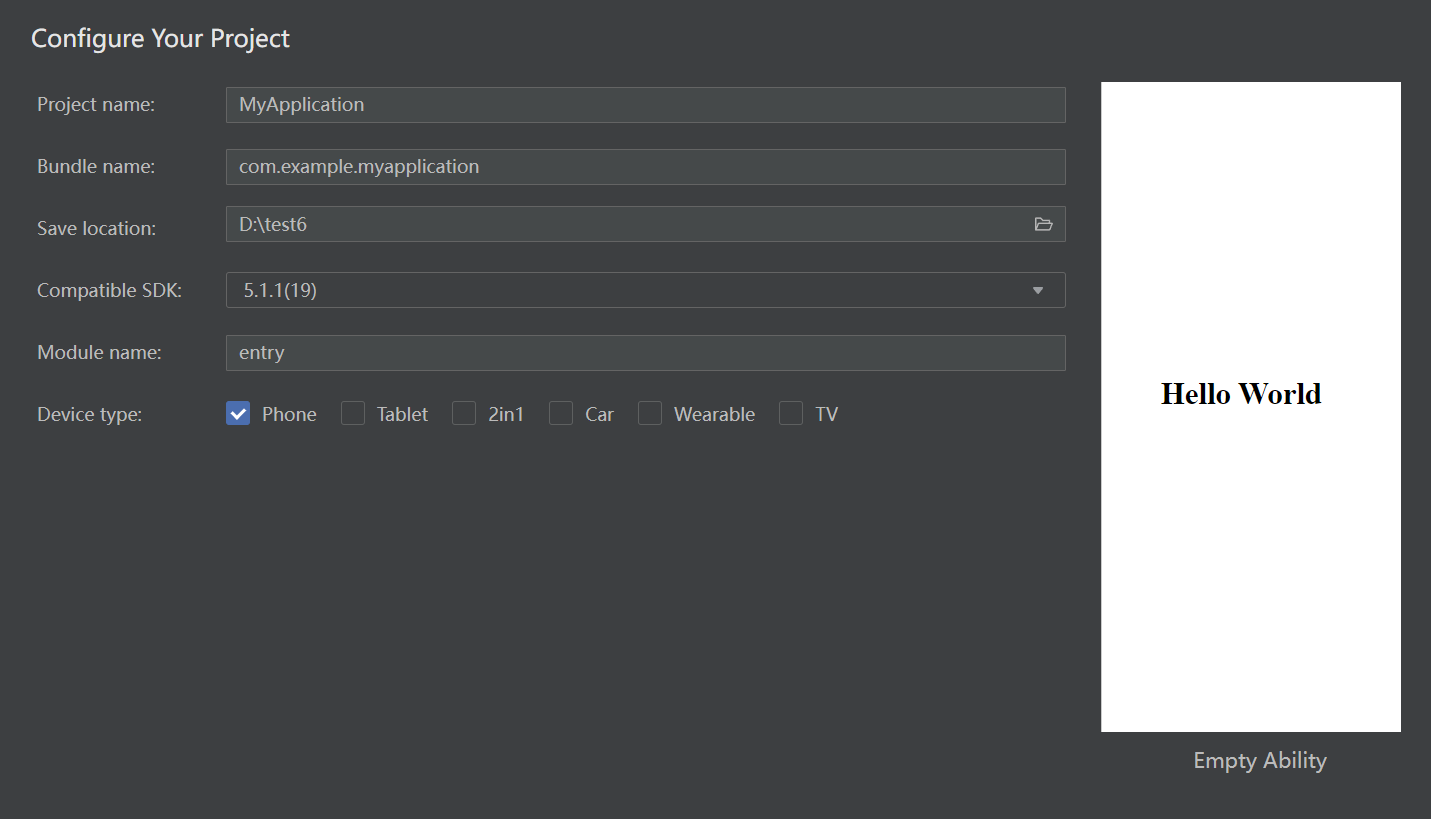 Configure Your Project
Project name: MyApplication
Bundle name: com.example.myapplication
Save location: D:\test6
Compatible SDK: 5.1.1(19)
Module name: entry
Device type: Phone Tablet 2in1 Car Wearable TV
Hello World
Empty Ability